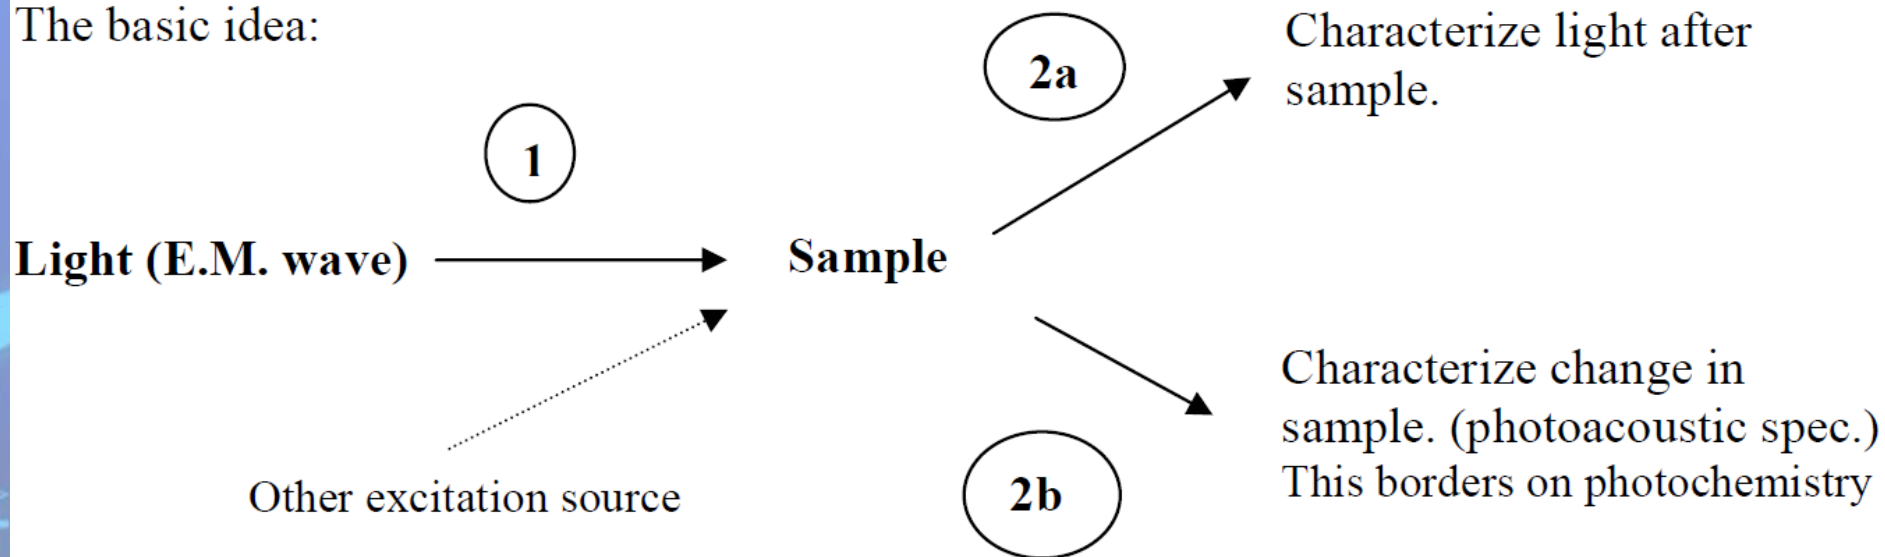 The basic idea:
1
2a
Characterize light after
sample.
Light (E.M. wave)
Sample
Other excitation source
2b
Characterize change in
sample. (photoacoustic spec.)
This borders on photochemistry